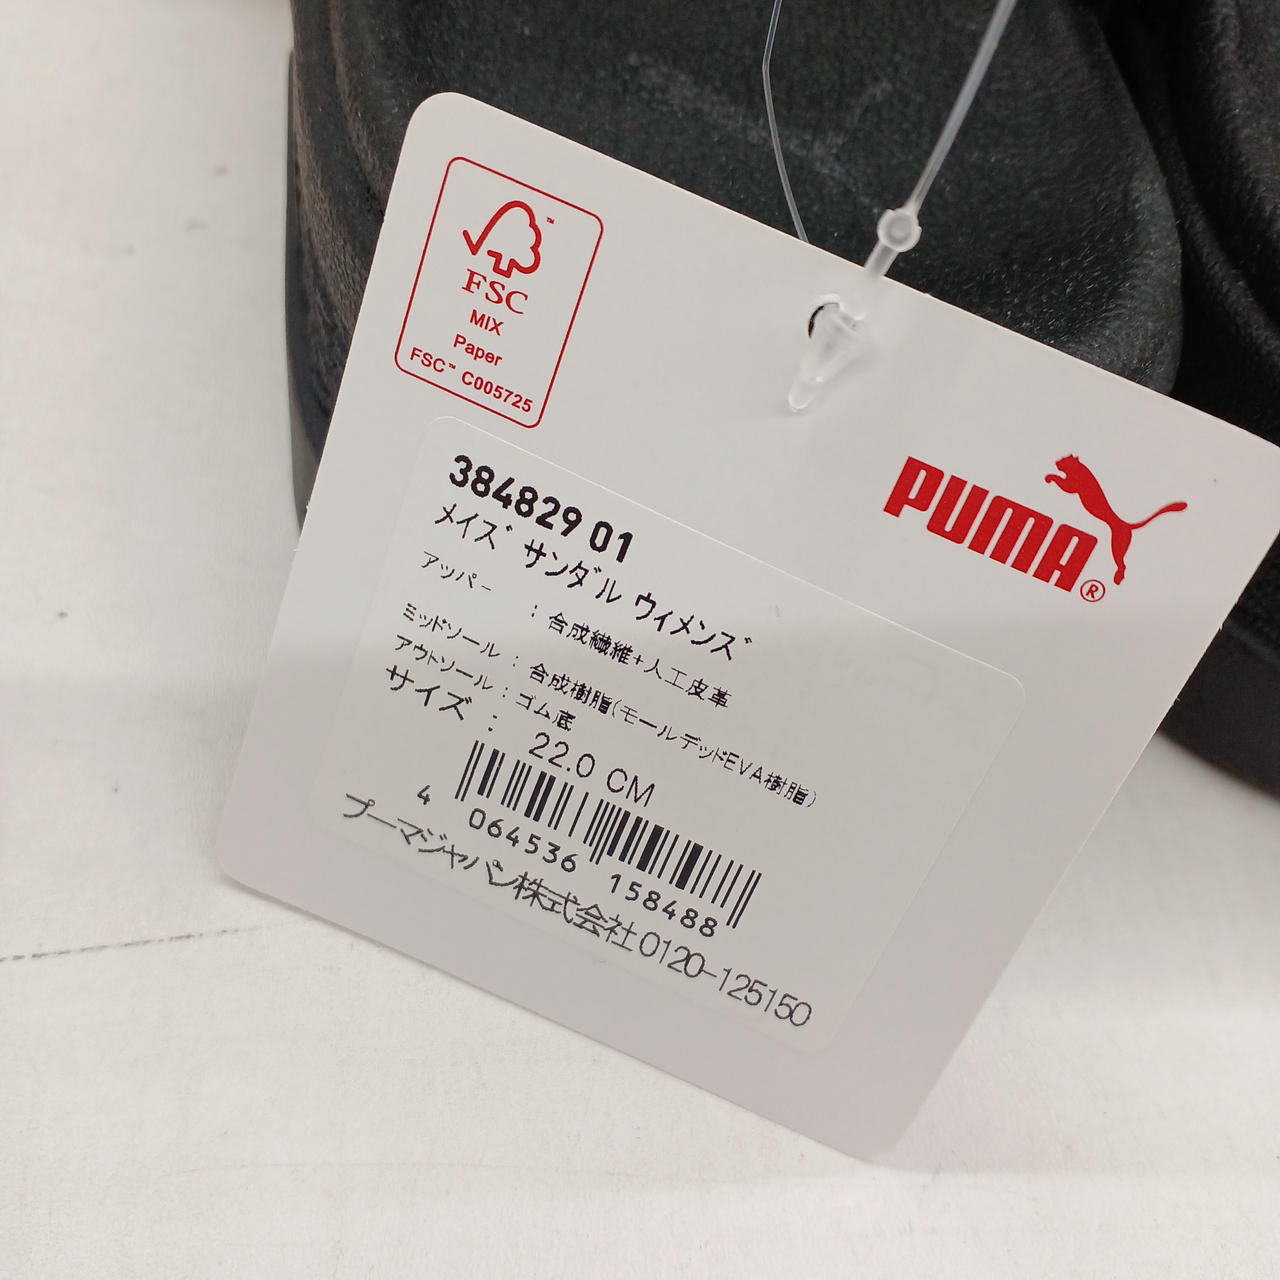 FSC™
MIX
Paper
FSC™ C005725
PUMA®
384829 01
メイズ サンダル ウィメンズ
アッパー : 合成繊維+人工皮革
ミッドソール : 合成樹脂(モールデッドEVA樹脂)
アウトソール : ゴム底
サイズ : 22.0 CM
4 064536 158488
プーマジャパン株式会社 0120-125150